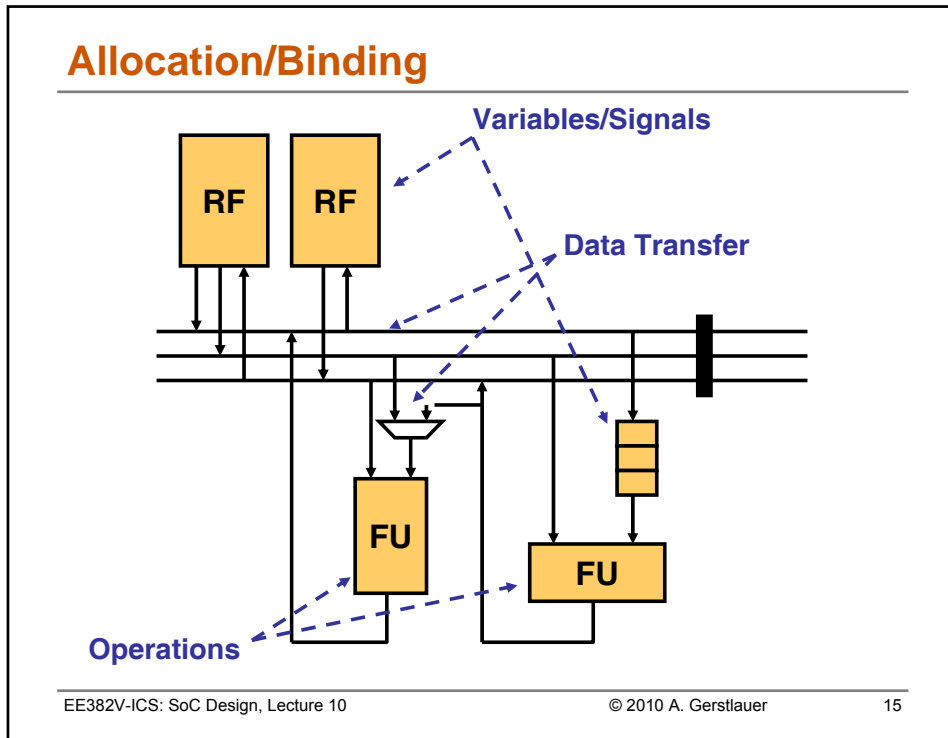 Allocation/Binding
Variables/Signals
RF
RF
Data Transfer
FU
FU
Operations
EE382V-ICS: SoC Design, Lecture 10
© 2010 A. Gerstlauer
15